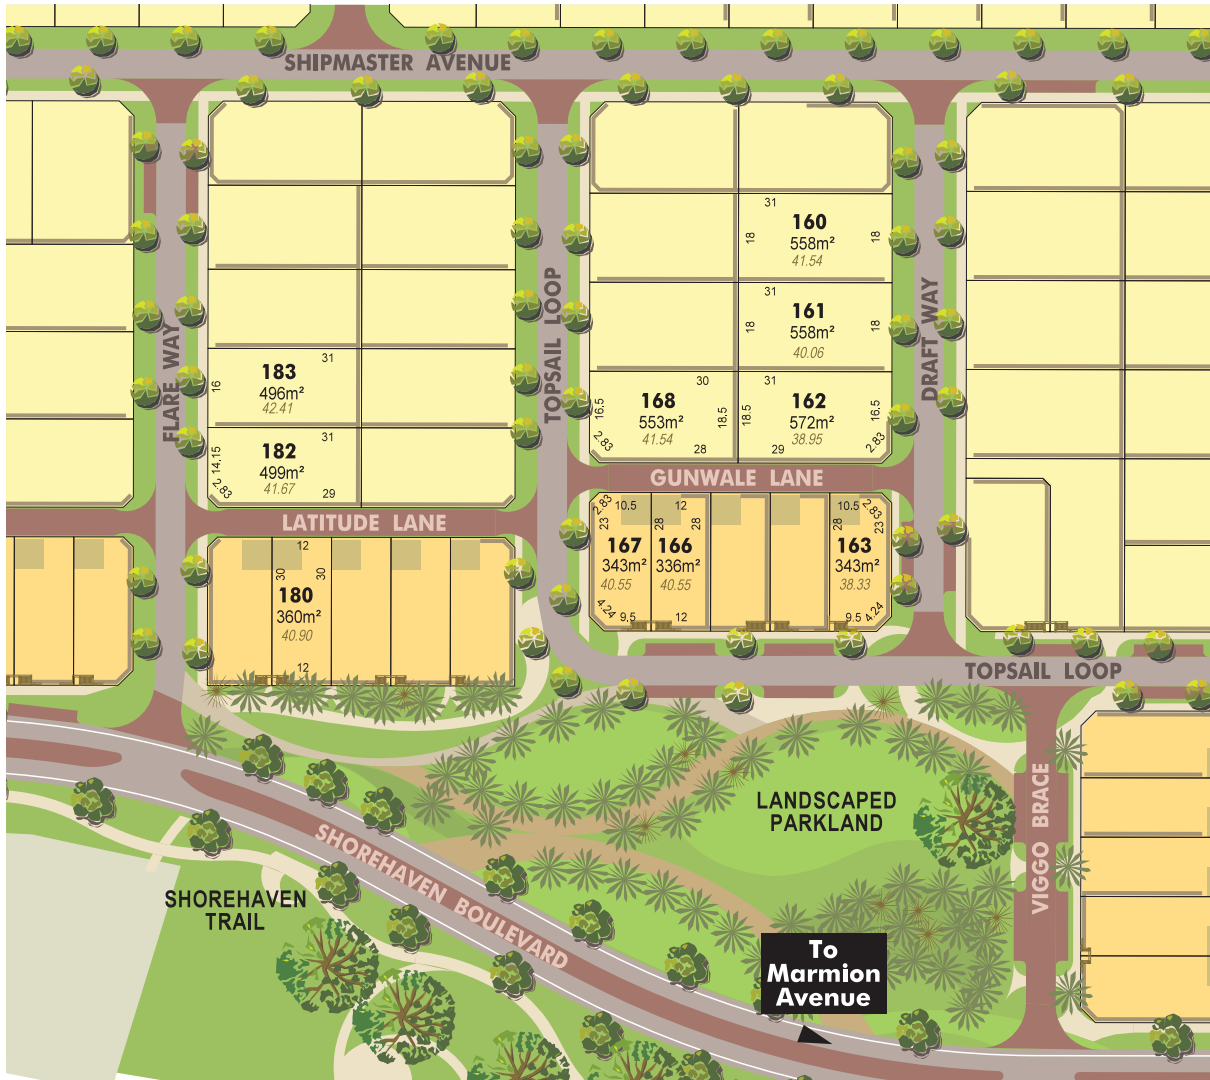 SHIPMASTER AVENUE
FLARE WAY
TOPSAIL LOOP
DRAFT WAY
31
160
18
558m²
18
41.54
31
161
18
558m²
18
40.06
31
183
16
496m²
42.41
30
168
16.5
553m²
18.5
41.54
2.83
28
31
162
18.5
572m²
16.5
38.95
29
2.83
31
182
14.15
499m²
41.67
2.83
29
GUNWALE LANE
LATITUDE LANE
2.83
10.5
23
167
343m²
40.55
4.24
9.5
12
28
28
166
336m²
40.55
12
10.5
2.83
28
23
163
343m²
38.33
9.5
4.24
12
30
30
180
360m²
40.90
12
TOPSAIL LOOP
VIGGO BRACE
LANDSCAPED
PARKLAND
SHOREHAVEN BOULEVARD
SHOREHAVEN
TRAIL
To
Marmion
Avenue